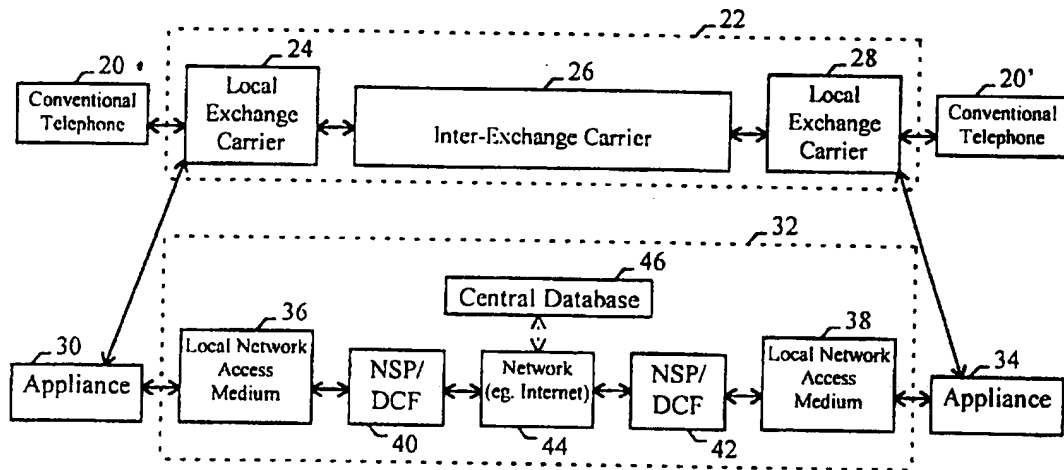 22
20
Conventional
Telephone
24
Local
Exchange
Carrier
26
Inter-Exchange Carrier
28
Local
Exchange
Carrier
20'
Conventional
Telephone
32
46
Central Database
30
Appliance
36
Local Network
Access
Medium
NSP/
DCF
40
Network
(eg. Internet)
44
NSP/
DCF
42
38
Local Network
Access
Medium
34
Appliance